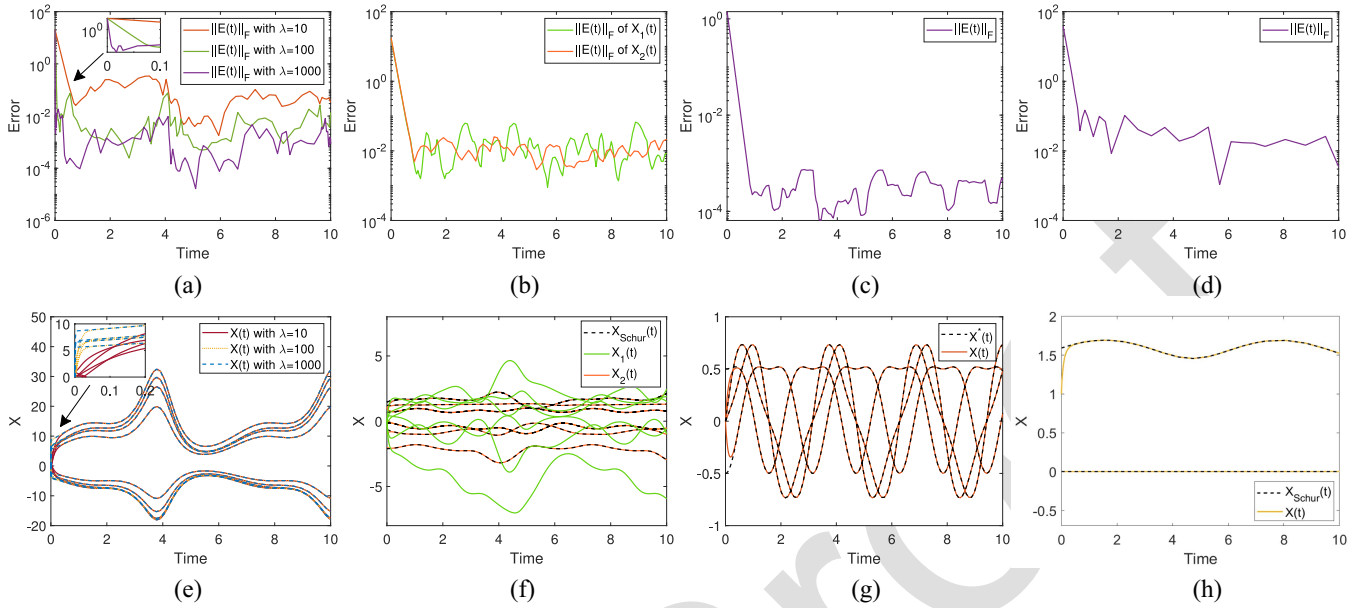 10^2
10^0
10^-2
10^-4
10^-6
Error
0 2 4 6 8 10
Time
10^0
0 0.1
||E(t)||_F with λ=10
||E(t)||_F with λ=100
||E(t)||_F with λ=1000
(a)
10^2
10^0
10^-2
10^-4
Error
0 2 4 6 8 10
Time
||E(t)||_F of X_1(t)
||E(t)||_F of X_2(t)
(b)
10^0
10^-2
10^-4
Error
0 2 4 6 8 10
Time
||E(t)||_F
(c)
10^2
10^0
10^-2
10^-4
Error
0 2 4 6 8 10
Time
||E(t)||_F
(d)
50
40
30
20
10
0
-10
-20
X
0 2 4 6 8 10
Time
10
5
0
0 0.1 0.2
X(t) with λ=10
X(t) with λ=100
X(t) with λ=1000
(e)
5
0
-5
X
0 2 4 6 8 10
Time
X_Schur(t)
X_1(t)
X_2(t)
(f)
1
0.5
0
-0.5
-1
X
0 2 4 6 8 10
Time
X^*(t)
X(t)
(g)
2
1.5
1
0.5
0
-0.5
X
0 2 4 6 8 10
Time
X_Schur(t)
X(t)
(h)